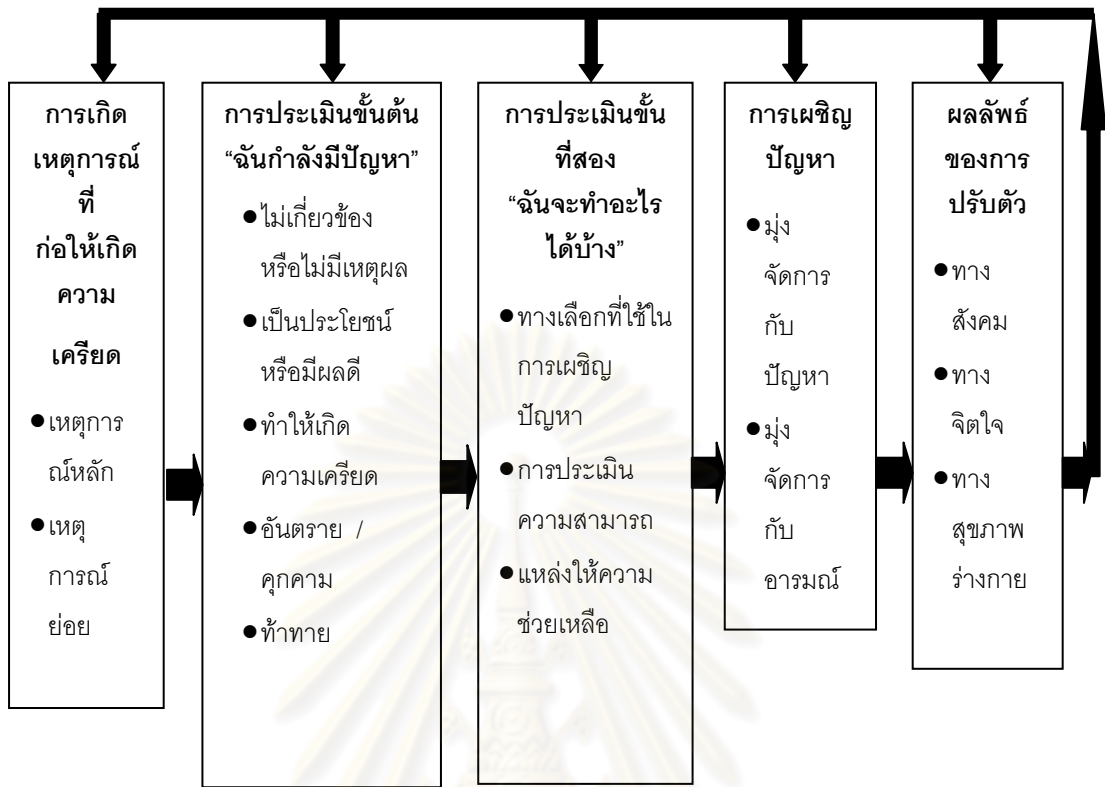 การเกิด
เหตุการณ์
ที่
ก่อให้เกิด
ความ
เครียด
●เหตุการ
ณ์หลัก
●เหตุ
การณ์
ย่อย
การประเมินขั้นต้น
“ฉันกำลังมีปัญหา”
●ไม่เกี่ยวข้อง
หรือไม่มีเหตุผล
●เป็นประโยชน์
หรือมีผลดี
●ทำให้เกิด
ความเครียด
●อันตราย /
คุกคาม
●ท้าทาย
การประเมินขั้น
ที่สอง
“ฉันจะทำอะไร
ได้บ้าง”
●ทางเลือกที่ใช้ใน
การเผชิญ
ปัญหา
●การประเมิน
ความสามารถ
●แหล่งให้ความ
ช่วยเหลือ
การเผชิญ
ปัญหา
●มุ่ง
จัดการ
กับ
ปัญหา
●มุ่ง
จัดการ
กับ
อารมณ์
ผลลัพธ์
ของการ
ปรับตัว
●ทาง
สังคม
●ทาง
จิตใจ
●ทาง
สุขภาพ
ร่างกาย